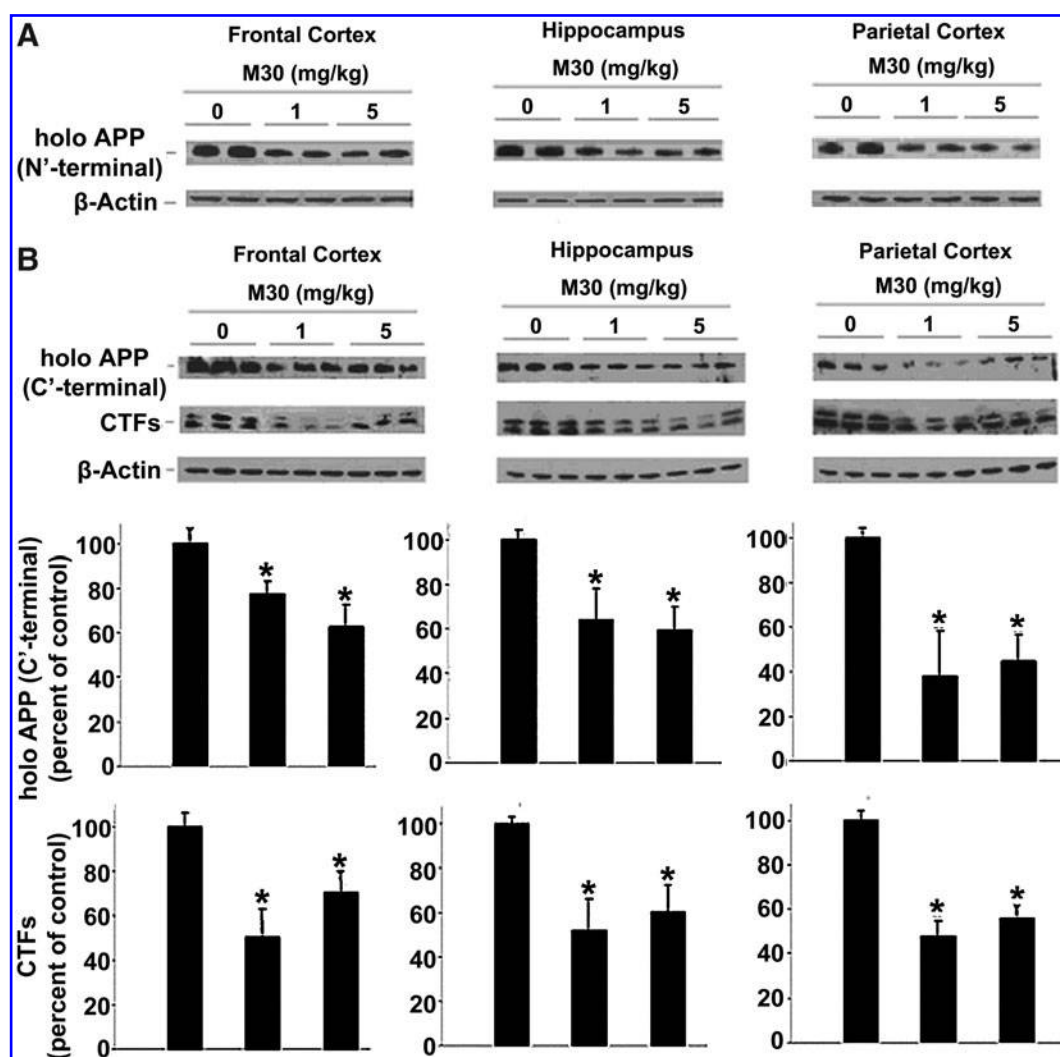 A
Frontal Cortex
Hippocampus
Parietal Cortex
M30 (mg/kg)
M30 (mg/kg)
M30 (mg/kg)
0 1 5
0 1 5
0 1 5
holo APP
(N'-terminal)
β-Actin
B
Frontal Cortex
Hippocampus
Parietal Cortex
M30 (mg/kg)
M30 (mg/kg)
M30 (mg/kg)
0 1 5
0 1 5
0 1 5
holo APP
(C'-terminal)
CTFs
β-Actin
holo APP (C'-terminal)
(percent of control)
100
80
60
40
20
0
* *
100
80
60
40
20
0
* *
100
80
60
40
20
0
* *
CTFs
(percent of control)
100
80
60
40
20
0
* *
100
80
60
40
20
0
* *
100
80
60
40
20
0
* *